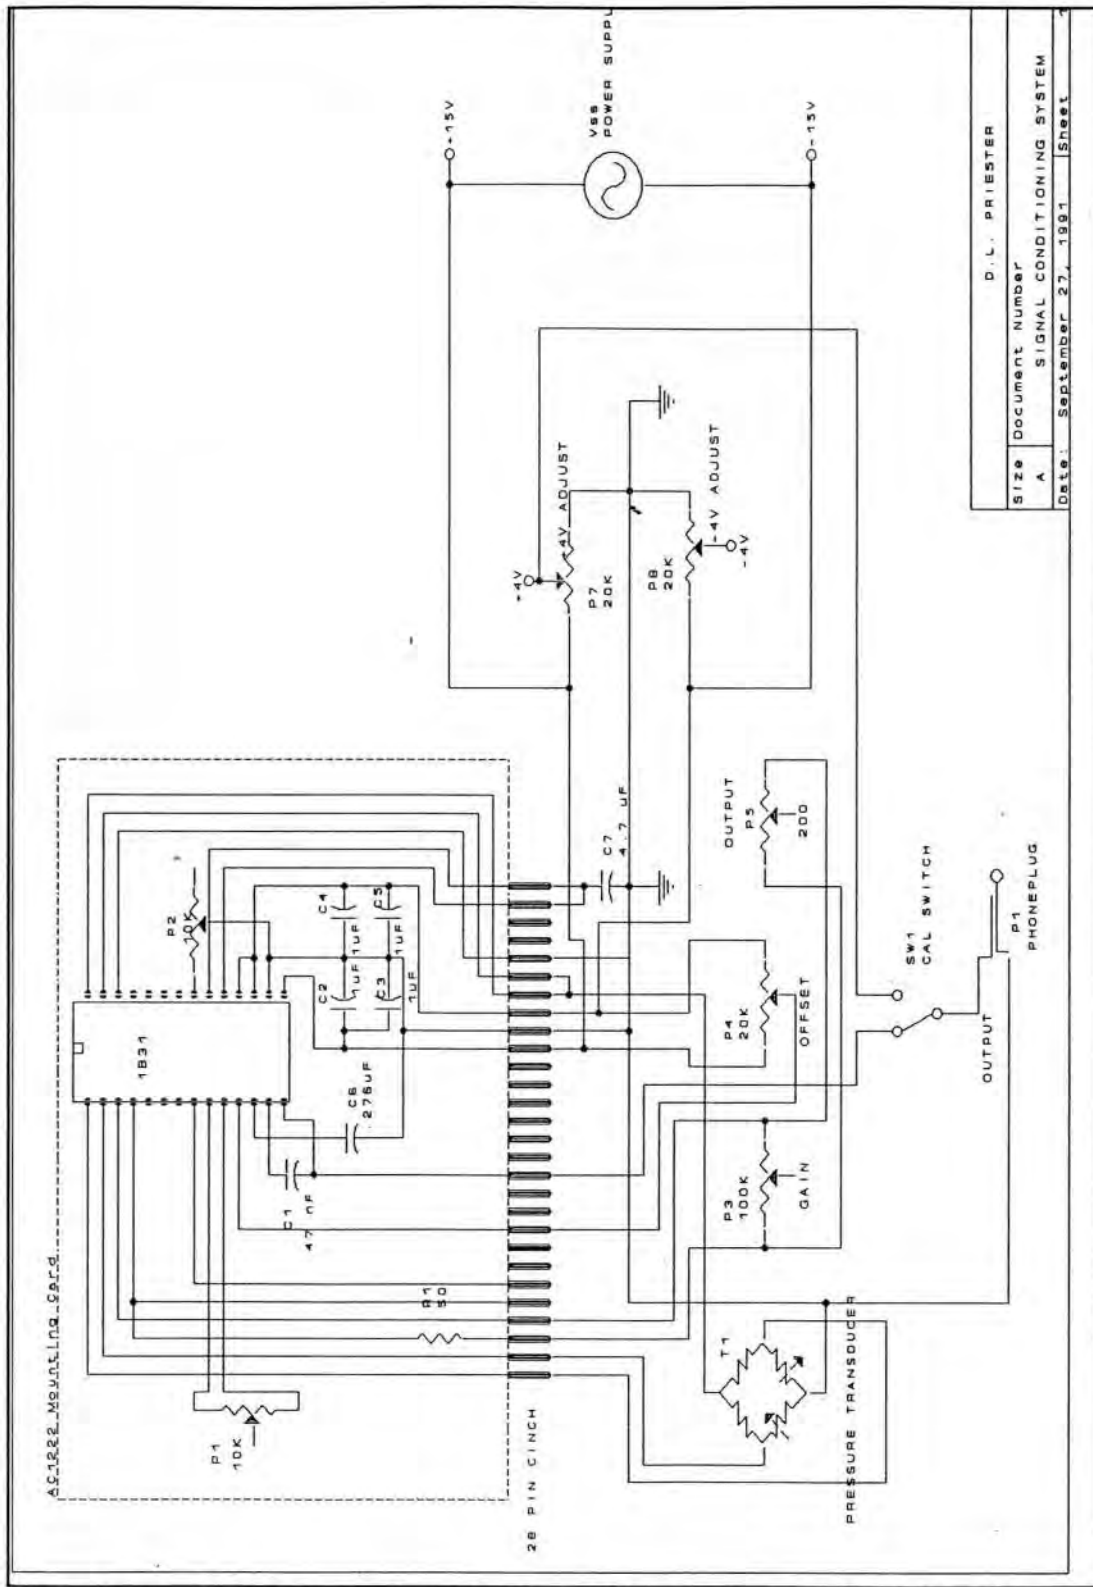 AC1222 Mounting Card
1B31
P1
10K
P2
10K
C1
47 nF
C6
.275uF
C2
1uF
C3
1uF
C4
1uF
C5
1uF
R1
50
28 PIN CINCH
C7
4.7 uF
+15V
Vss
POWER SUPPL
-15V
+4V
+4V ADJUST
P7
20K
P8
20K
-4V ADJUST
-4V
T1
PRESSURE TRANSDUCER
P3
100K
GAIN
P4
20K
OFFSET
OUTPUT
P5
200
SW1
CAL SWITCH
OUTPUT
P1
PHONEPLUG
D.L. PRIESTER
Size Document Number
A SIGNAL CONDITIONING SYSTEM
Date: September 27, 1991 Sheet 1